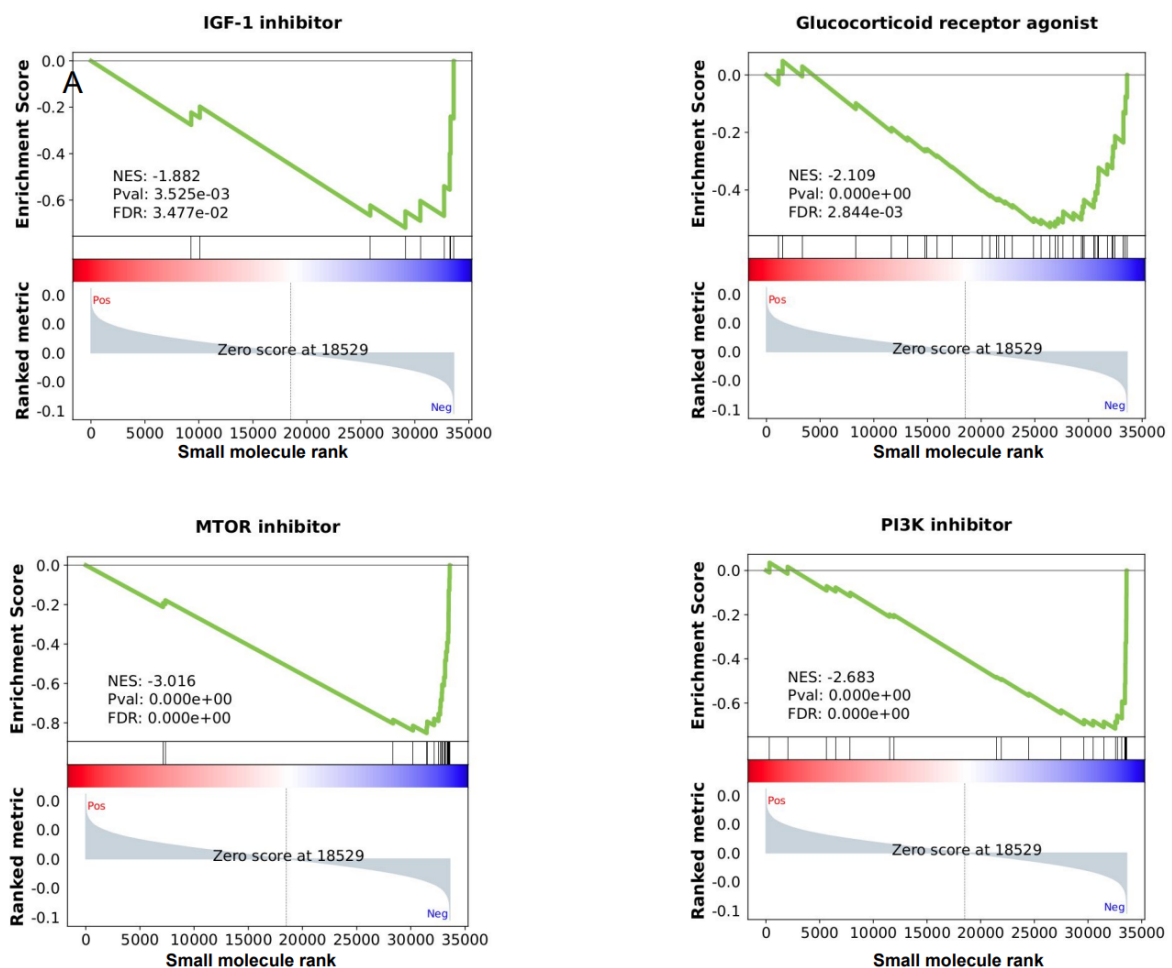 IGF-1 inhibitor
A
Enrichment Score
0.0
-0.2
-0.4
-0.6
NES: -1.882
Pval: 3.525e-03
FDR: 3.477e-02
Ranked metric
0.0
0.0
0.0
-0.0
-0.1
Pos
Zero score at 18529
Neg
0 5000 10000 15000 20000 25000 30000 35000
Small molecule rank
Glucocorticoid receptor agonist
Enrichment Score
0.0
-0.2
-0.4
NES: -2.109
Pval: 0.000e+00
FDR: 2.844e-03
Ranked metric
0.0
0.0
0.0
-0.0
-0.1
Pos
Zero score at 18529
Neg
0 5000 10000 15000 20000 25000 30000 35000
Small molecule rank
MTOR inhibitor
Enrichment Score
0.0
-0.2
-0.4
-0.6
-0.8
NES: -3.016
Pval: 0.000e+00
FDR: 0.000e+00
Ranked metric
0.0
0.0
0.0
-0.0
-0.1
Pos
Zero score at 18529
Neg
0 5000 10000 15000 20000 25000 30000 35000
Small molecule rank
PI3K inhibitor
Enrichment Score
0.0
-0.2
-0.4
-0.6
NES: -2.683
Pval: 0.000e+00
FDR: 0.000e+00
Ranked metric
0.0
0.0
0.0
-0.0
-0.1
Pos
Zero score at 18529
Neg
0 5000 10000 15000 20000 25000 30000 35000
Small molecule rank